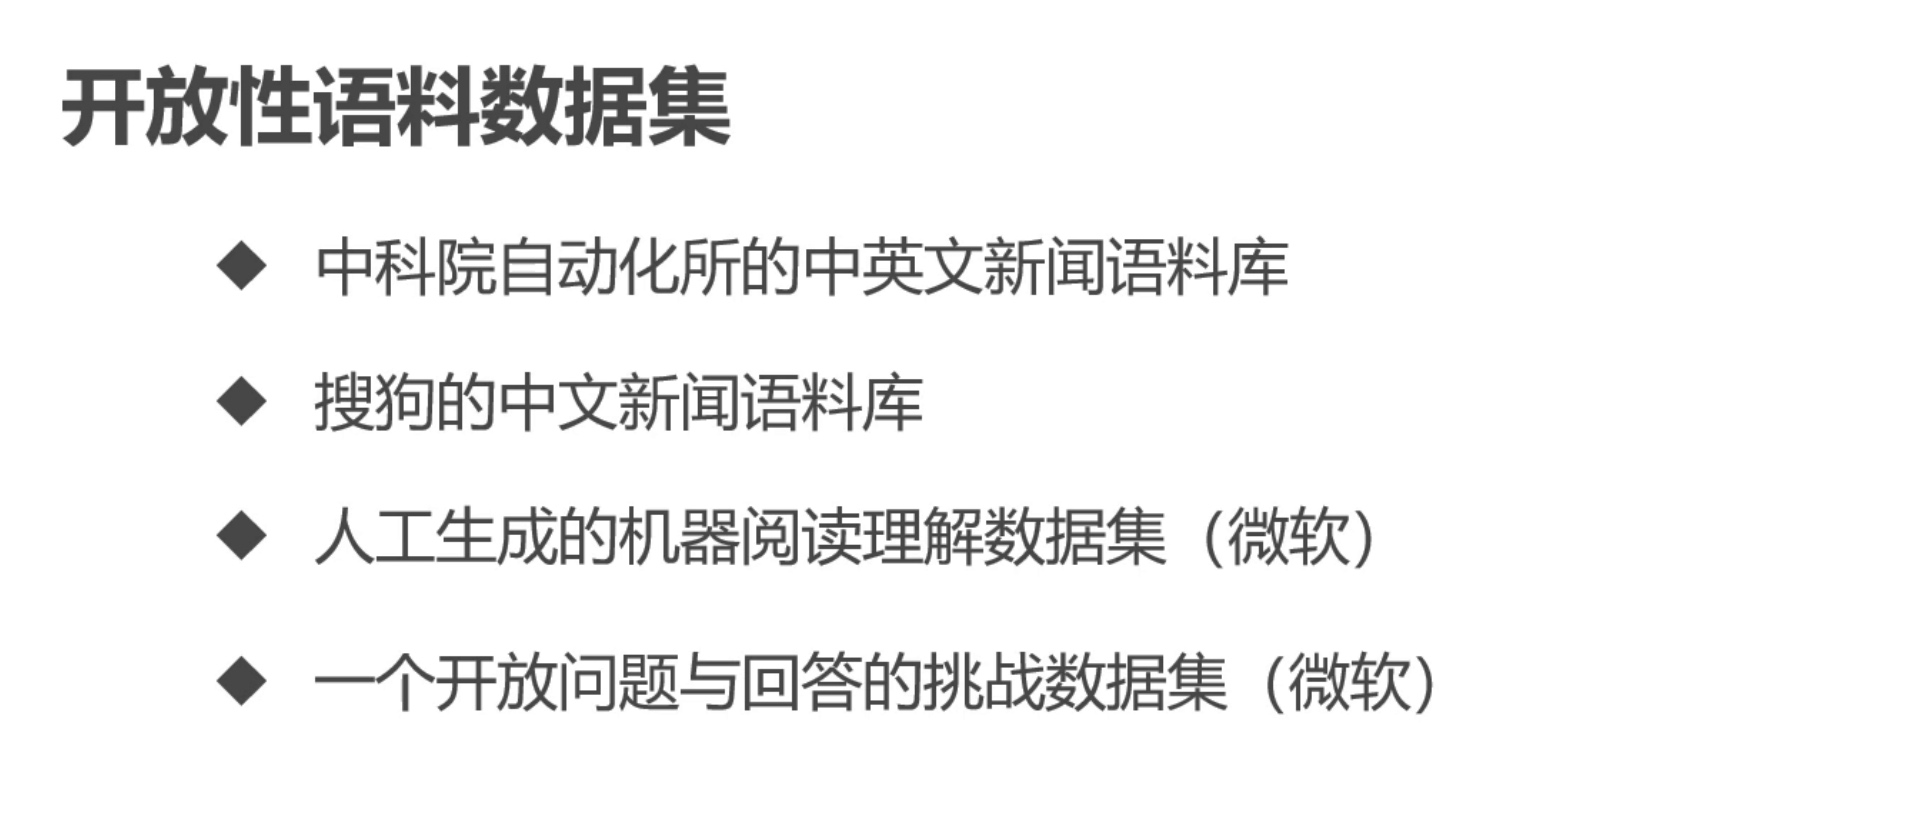 开放性语料数据集
◆ 中科院自动化所的中英文新闻语料库
◆ 搜狗的中文新闻语料库
◆ 人工生成的机器阅读理解数据集（微软）
◆ 一个开放问题与回答的挑战数据集（微软）